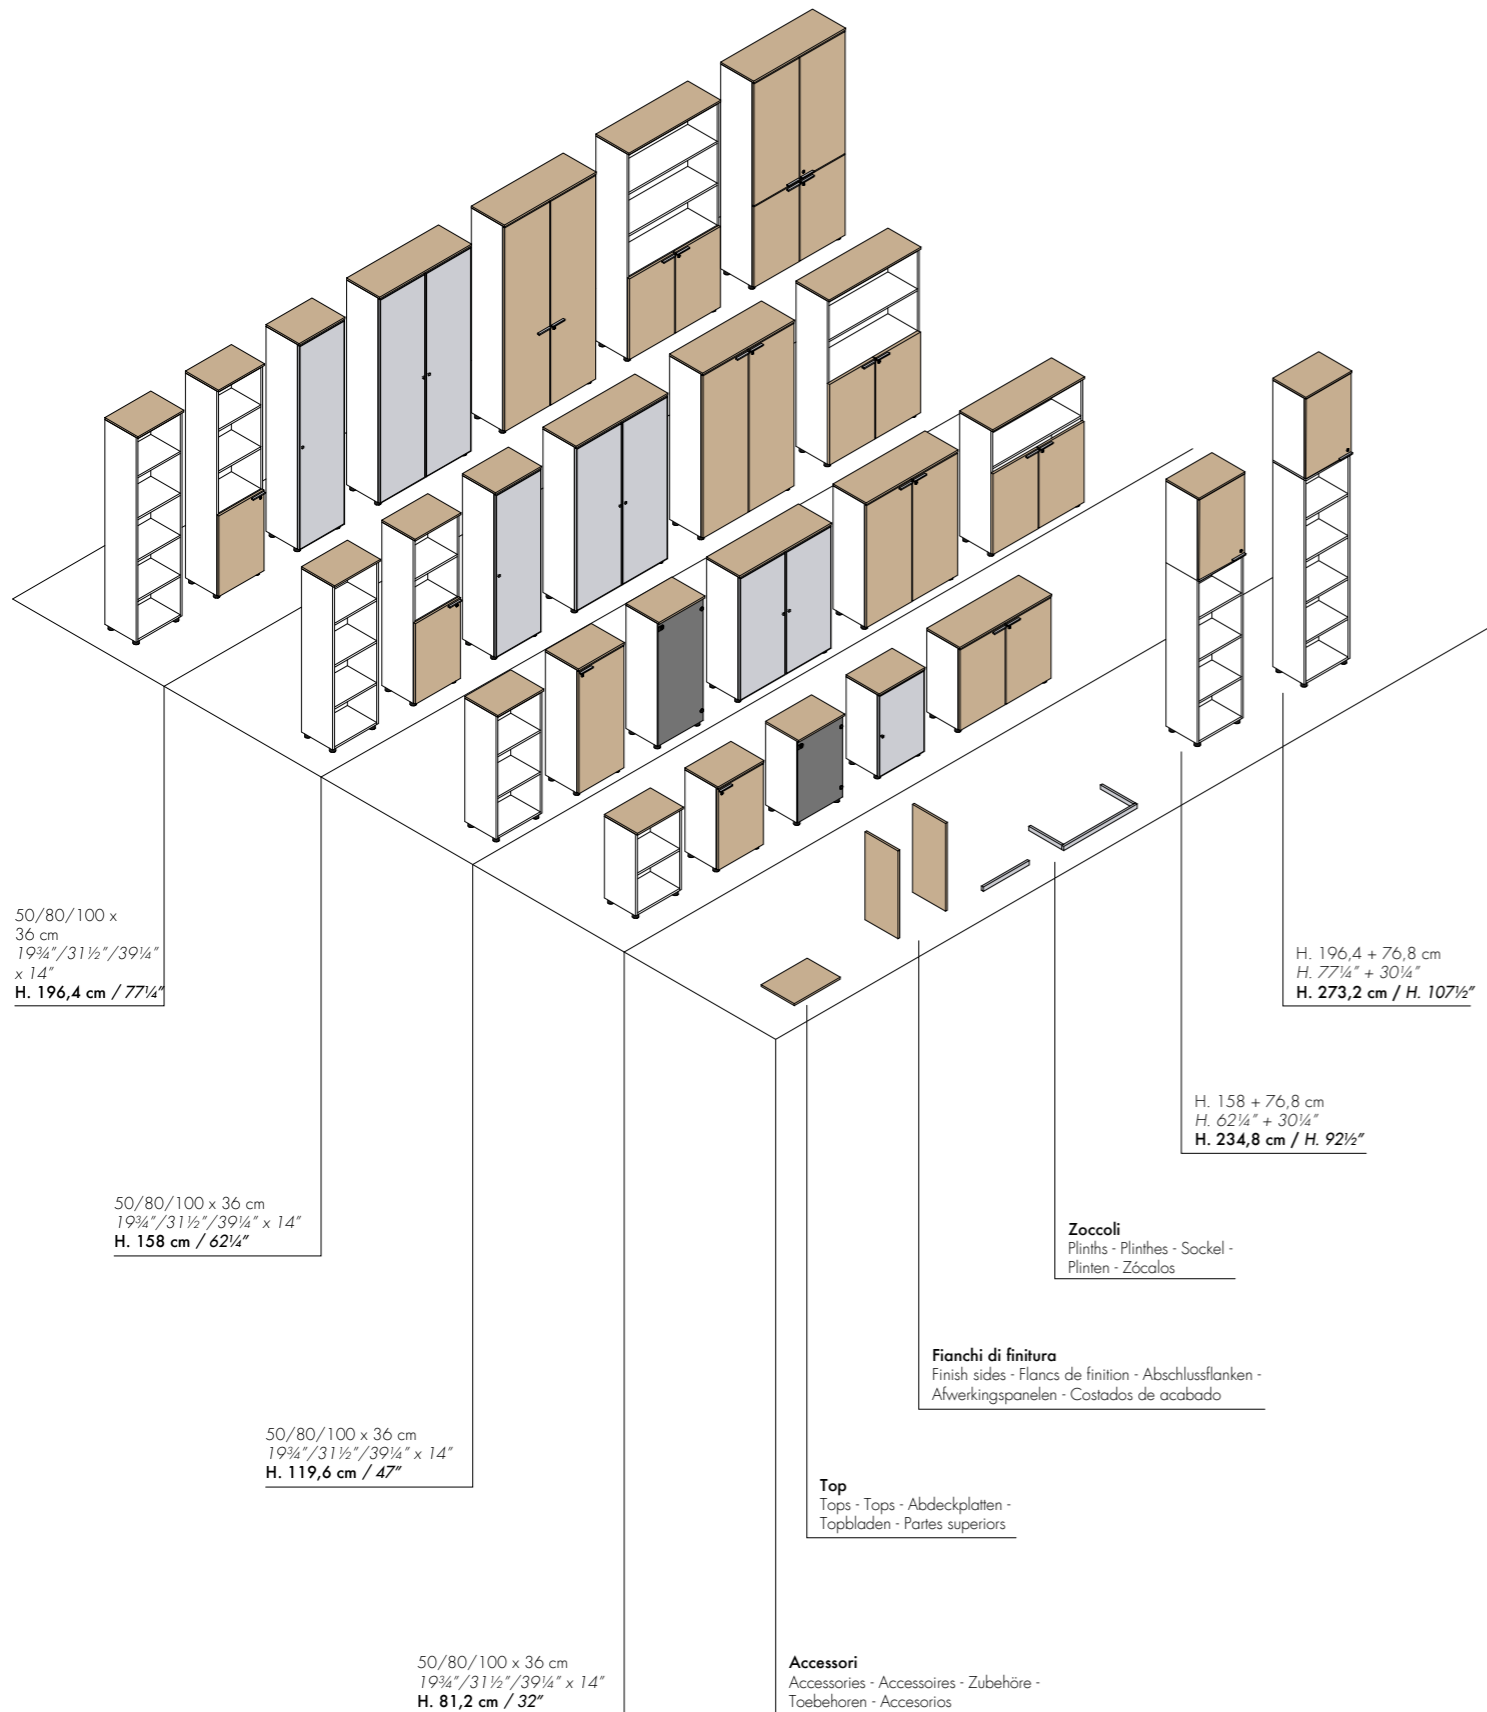 50/80/100 x
36 cm
19¾”/31½”/39¼”
x 14”
H. 196,4 cm / 77¼”
H. 196,4 + 76,8 cm
H. 77¼” + 30¼”
H. 273,2 cm / H. 107½”
H. 158 + 76,8 cm
H. 62¼” + 30¼”
H. 234,8 cm / H. 92½”
50/80/100 x 36 cm
19¾”/31½”/39¼” x 14”
H. 158 cm / 62¼”
Zoccoli
Plinths - Plinthes - Sockel -
Plinten - Zócalos
Fianchi di finitura
Finish sides - Flancs de finition - Abschlussflanken -
Afwerkingspanelen - Costados de acabado
50/80/100 x 36 cm
19¾”/31½”/39¼” x 14”
H. 119,6 cm / 47”
Top
Tops - Tops - Abdeckplatten -
Topbladen - Partes superiors
50/80/100 x 36 cm
19¾”/31½”/39¼” x 14”
H. 81,2 cm / 32”
Accessori
Accessories - Accessoires - Zubehöre -
Toebehoren - Accesorios